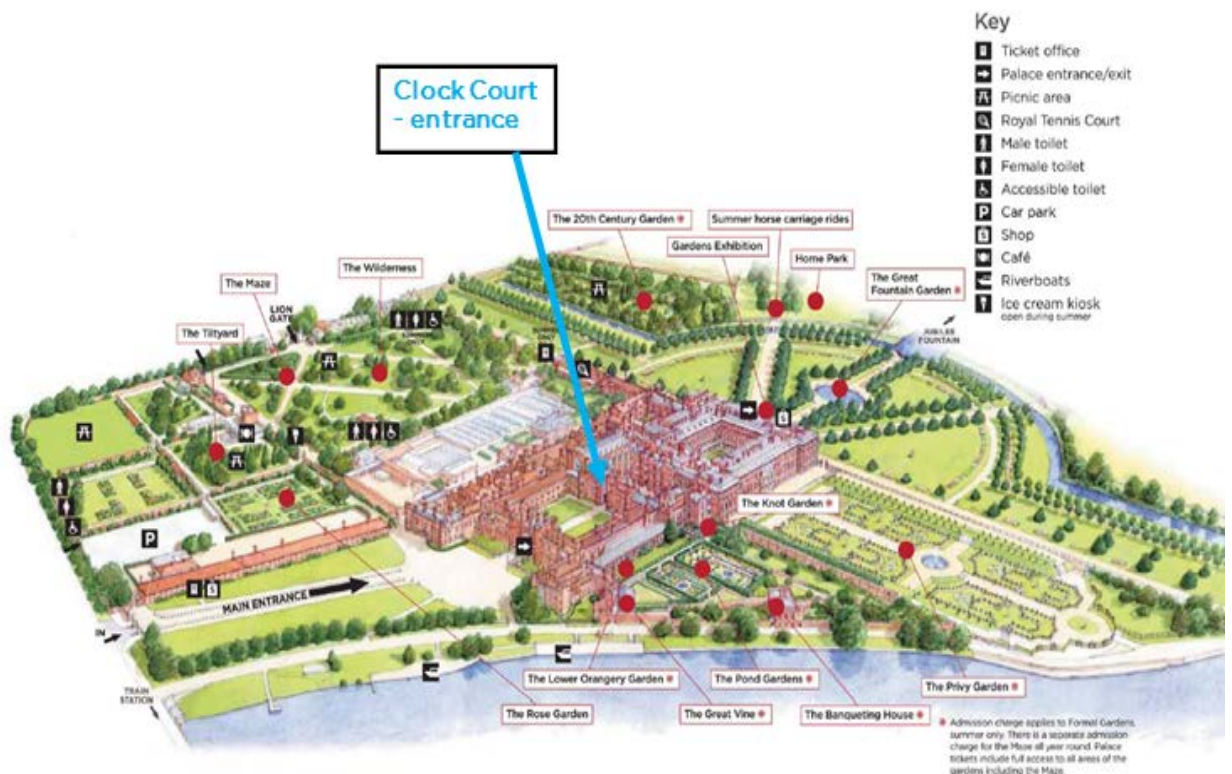 Key
Ticket office
Palace entrance/exit
Picnic area
Royal Tennis Court
Male toilet
Female toilet
Accessible toilet
P Car park
Shop
Café
Riverboats
Ice cream kiosk
open during summer
Clock Court
- entrance
The 20th Century Garden *
Summer horse carriage rides
Gardens Exhibition
Home Park
The Great
Fountain Garden *
The Wilderness
The Maze
LION
GATE
The Tiltyard
JUBILEE
FOUNTAIN
The Knot Garden *
P
MAIN ENTRANCE
IN
TRAIN
STATION
The Lower Orangery Garden *
The Pond Gardens *
The Privy Garden *
The Rose Garden
The Great Vine *
The Banqueting House *
* Admission charge applies to Formal Gardens
summer only. There is a separate admission
charge for the Maze all year round. Palace
tickets include full access to all areas of the
gardens including the Maze.